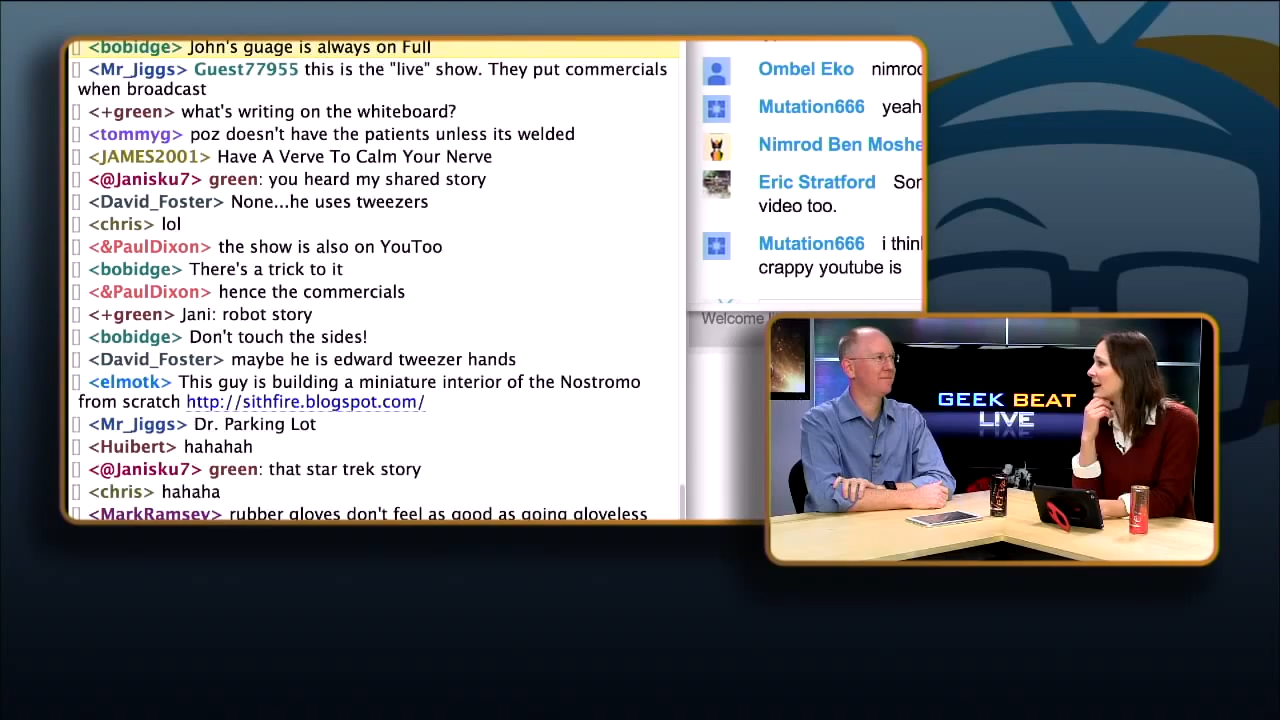 <bobidge> John's guage is always on Full
<Mr_Jiggs> Guest77955 this is the "live" show. They put commercials
when broadcast
<+green> what's writing on the whiteboard?
<tommyg> poz doesn't have the patients unless its welded
<JAMES2001> Have A Verve To Calm Your Nerve
<@Janisku7> green: you heard my shared story
<David_Foster> None...he uses tweezers
<chris> lol
<&PaulDixon> the show is also on YouToo
<bobidge> There's a trick to it
<&PaulDixon> hence the commercials
<+green> Jani: robot story
<bobidge> Don't touch the sides!
<David_Foster> maybe he is edward tweezer hands
<elmotk> This guy is building a miniature interior of the Nostromo
from scratch http://sithfire.blogspot.com/
<Mr_Jiggs> Dr. Parking Lot
<Huibert> hahahah
<@Janisku7> green: that star trek story
<chris> hahaha
<MarkRamsey> rubber gloves don't feel as good as going gloveless
Ombel Eko nimrod
Mutation666 yeah
Nimrod Ben Moshe
Eric Stratford Sor
video too.
Mutation666 i thin
crappy youtube is
Welcome
GEEK BEAT
LIVE